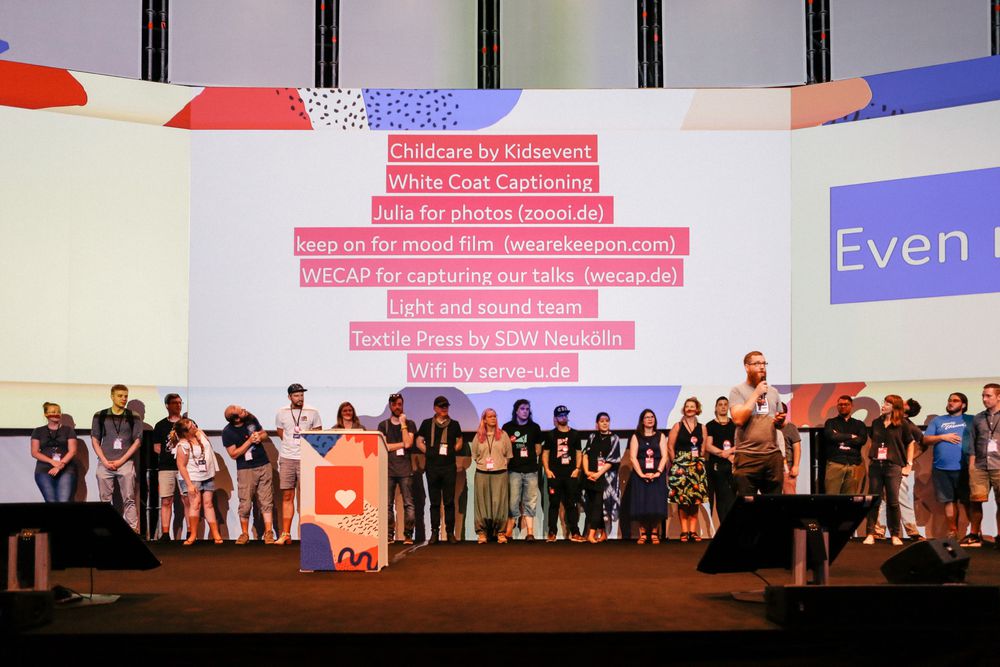 Childcare by Kidsevent
White Coat Captioning
Julia for photos (zoooi.de)
keep on for mood film (wearekeepon.com)
WECAP for capturing our talks (wecap.de)
Light and sound team
Textile Press by SDW Neukölln
Wifi by serve-u.de
Even